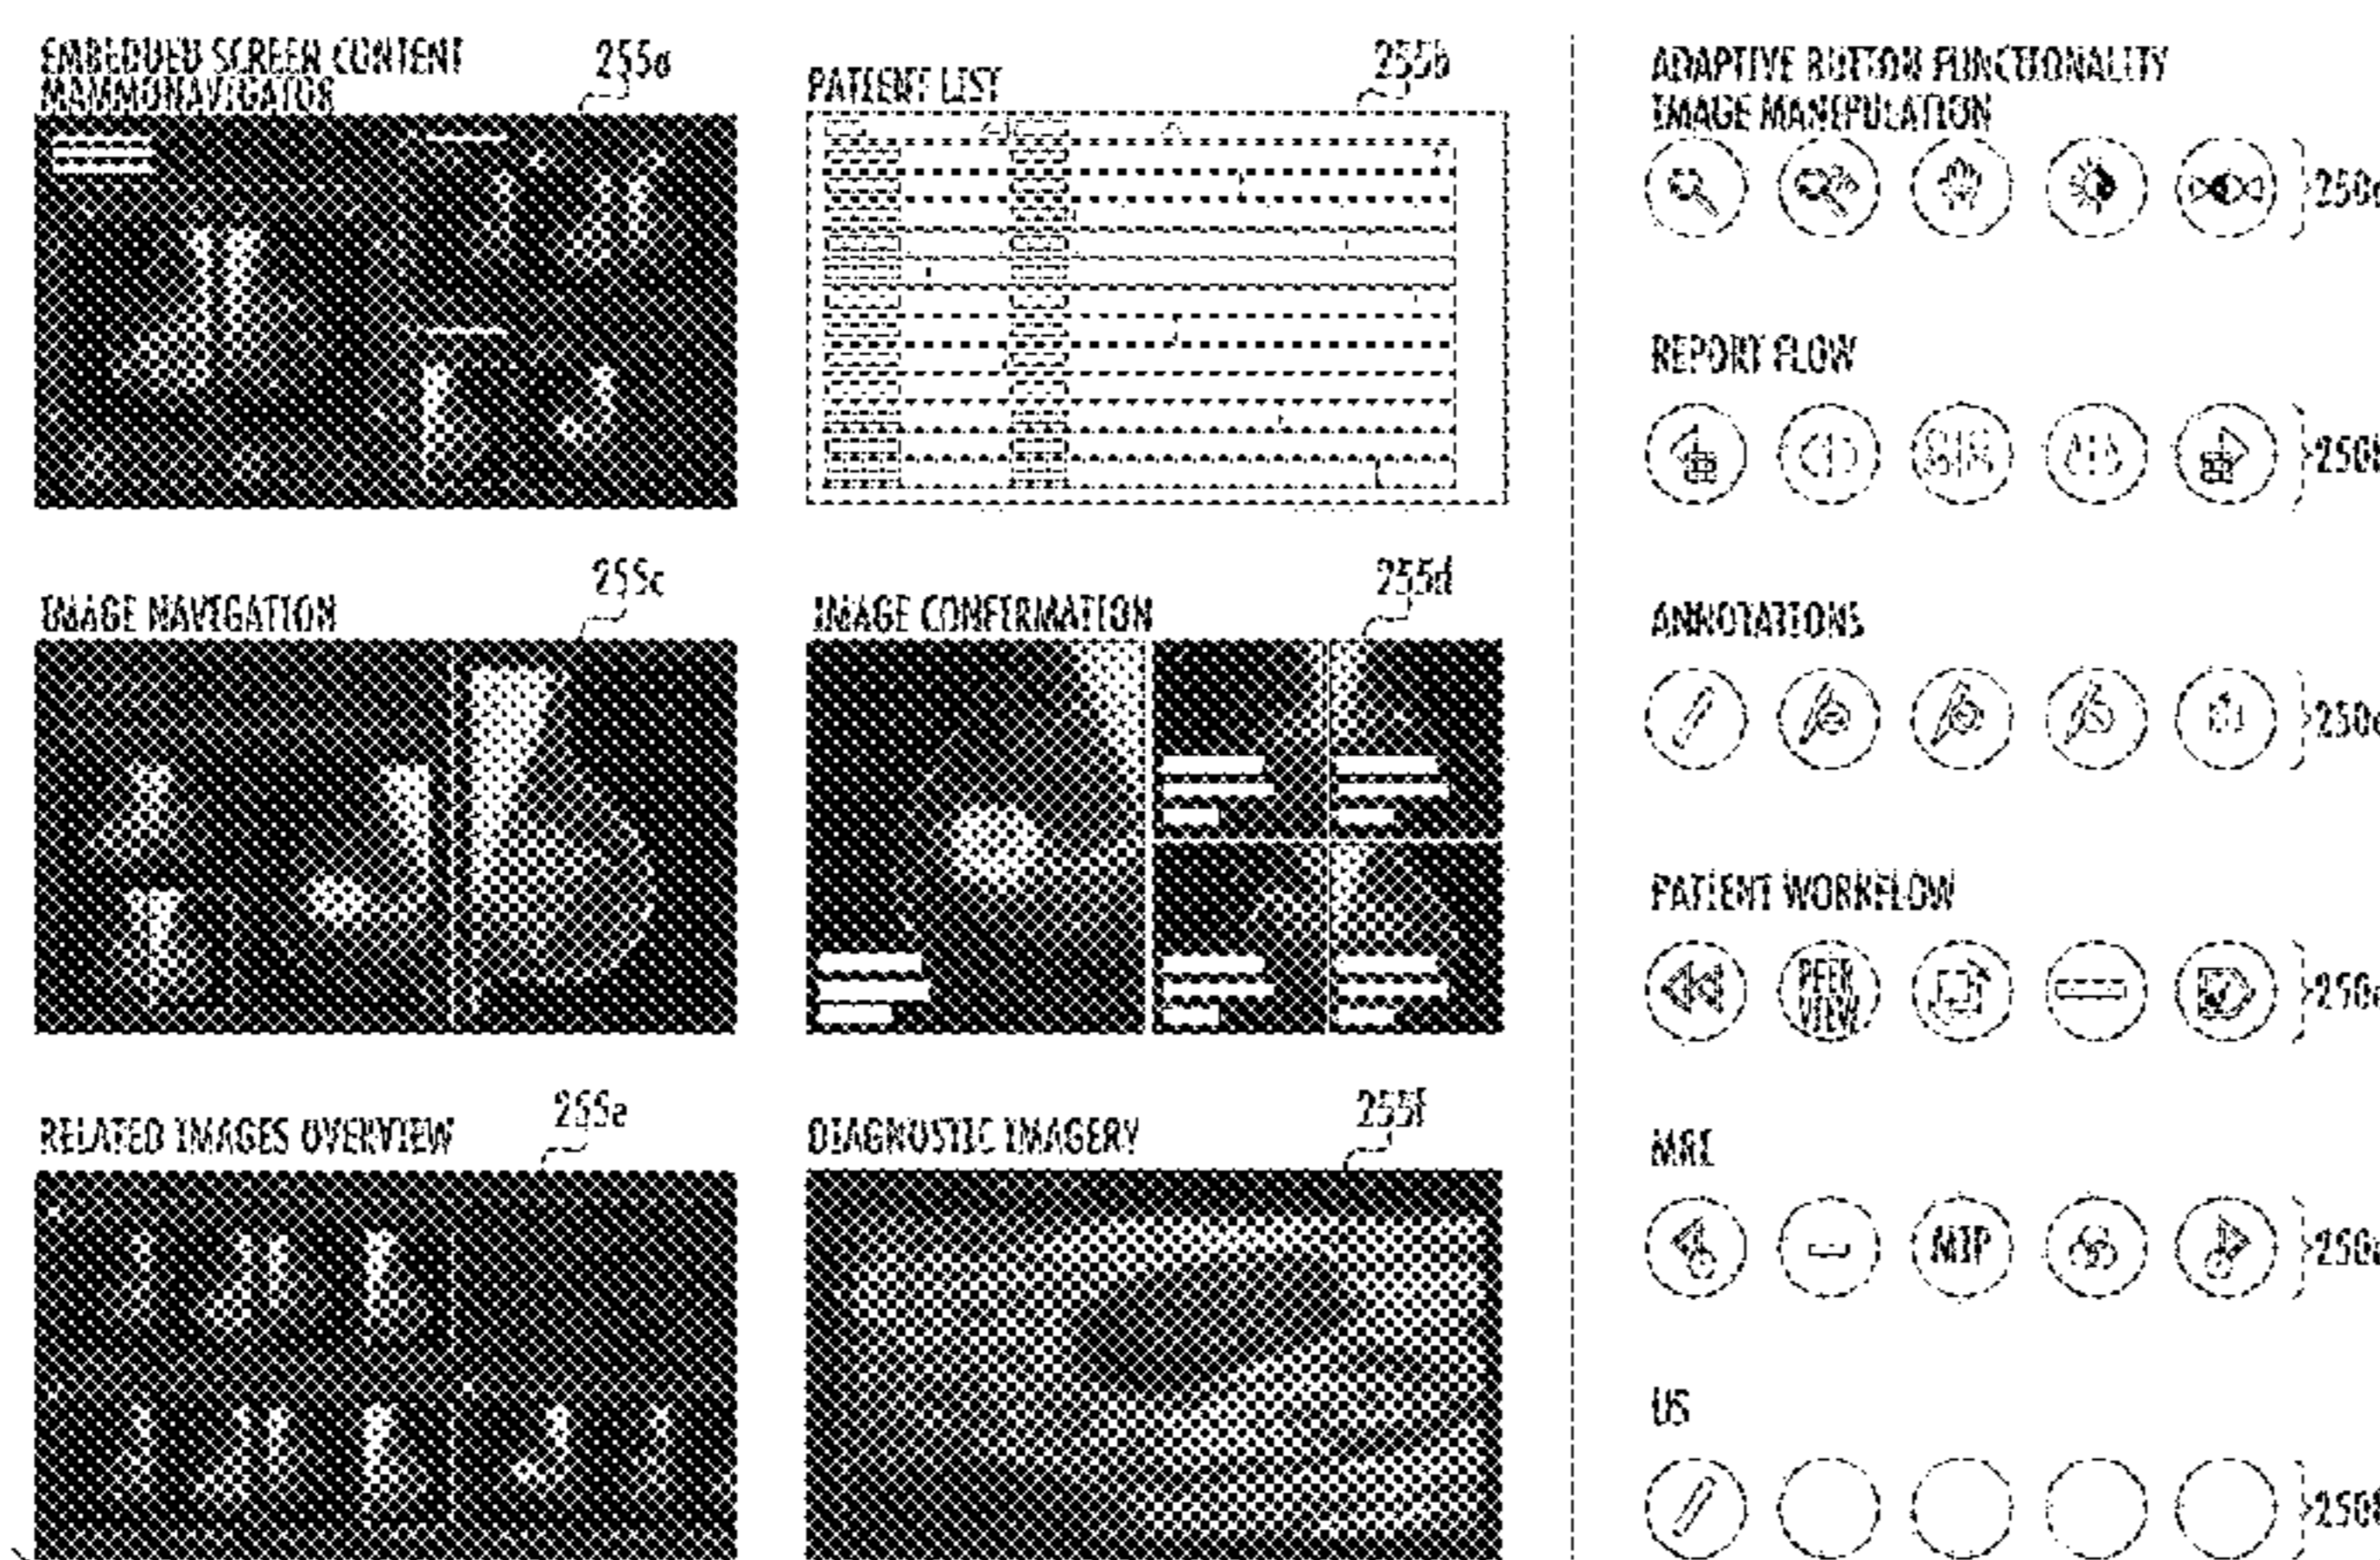 EMBEDDED SCREEN CONTENT
MAMMONAVIGATOR
255a
PATIENT LIST
255b
IMAGE NAVIGATION
255c
IMAGE CONFIRMATION
255d
RELATED IMAGES OVERVIEW
255e
DIAGNOSTIC IMAGERY
255f
ADAPTIVE BUTTON FUNCTIONALITY
IMAGE MANIPULATION
REPORT FLOW
ANNOTATIONS
PATIENT WORKFLOW
PEER
VIEW
MRI
MIP
US